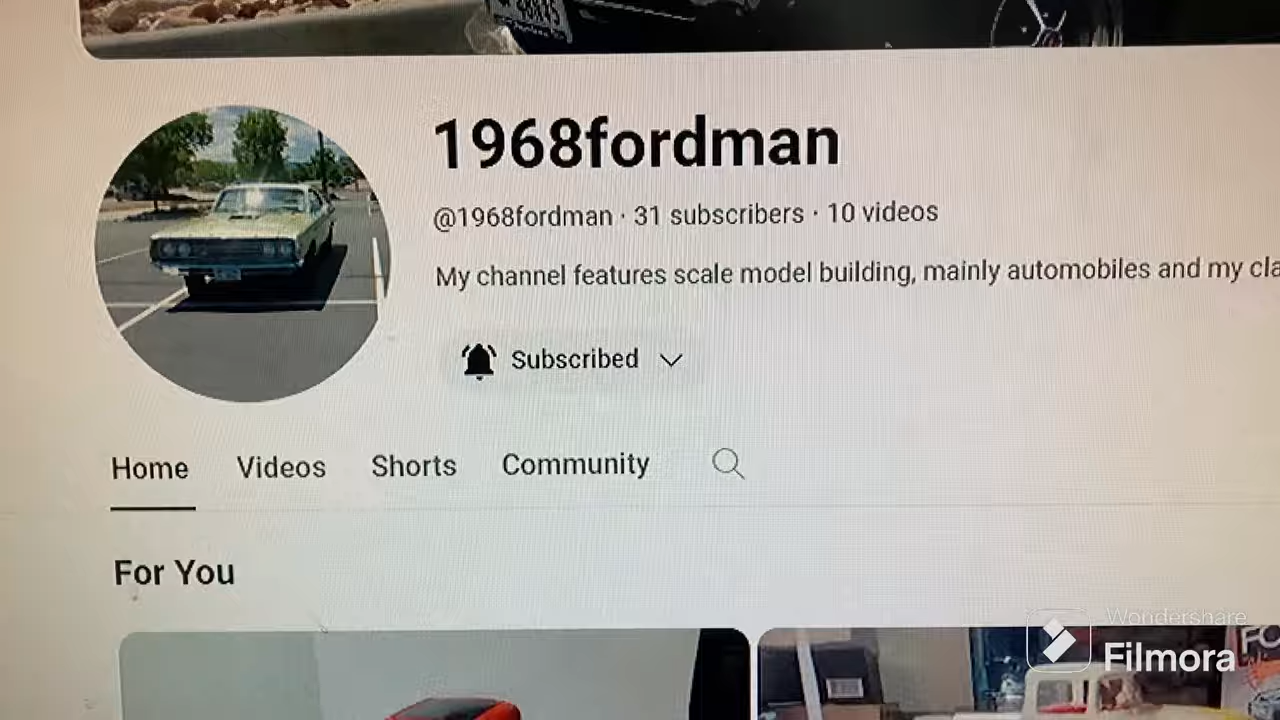 1968fordman
@1968fordman · 31 subscribers · 10 videos
My channel features scale model building, mainly automobiles and my cla
Subscribed
Home Videos Shorts Community
For You
Wondershare
Filmora